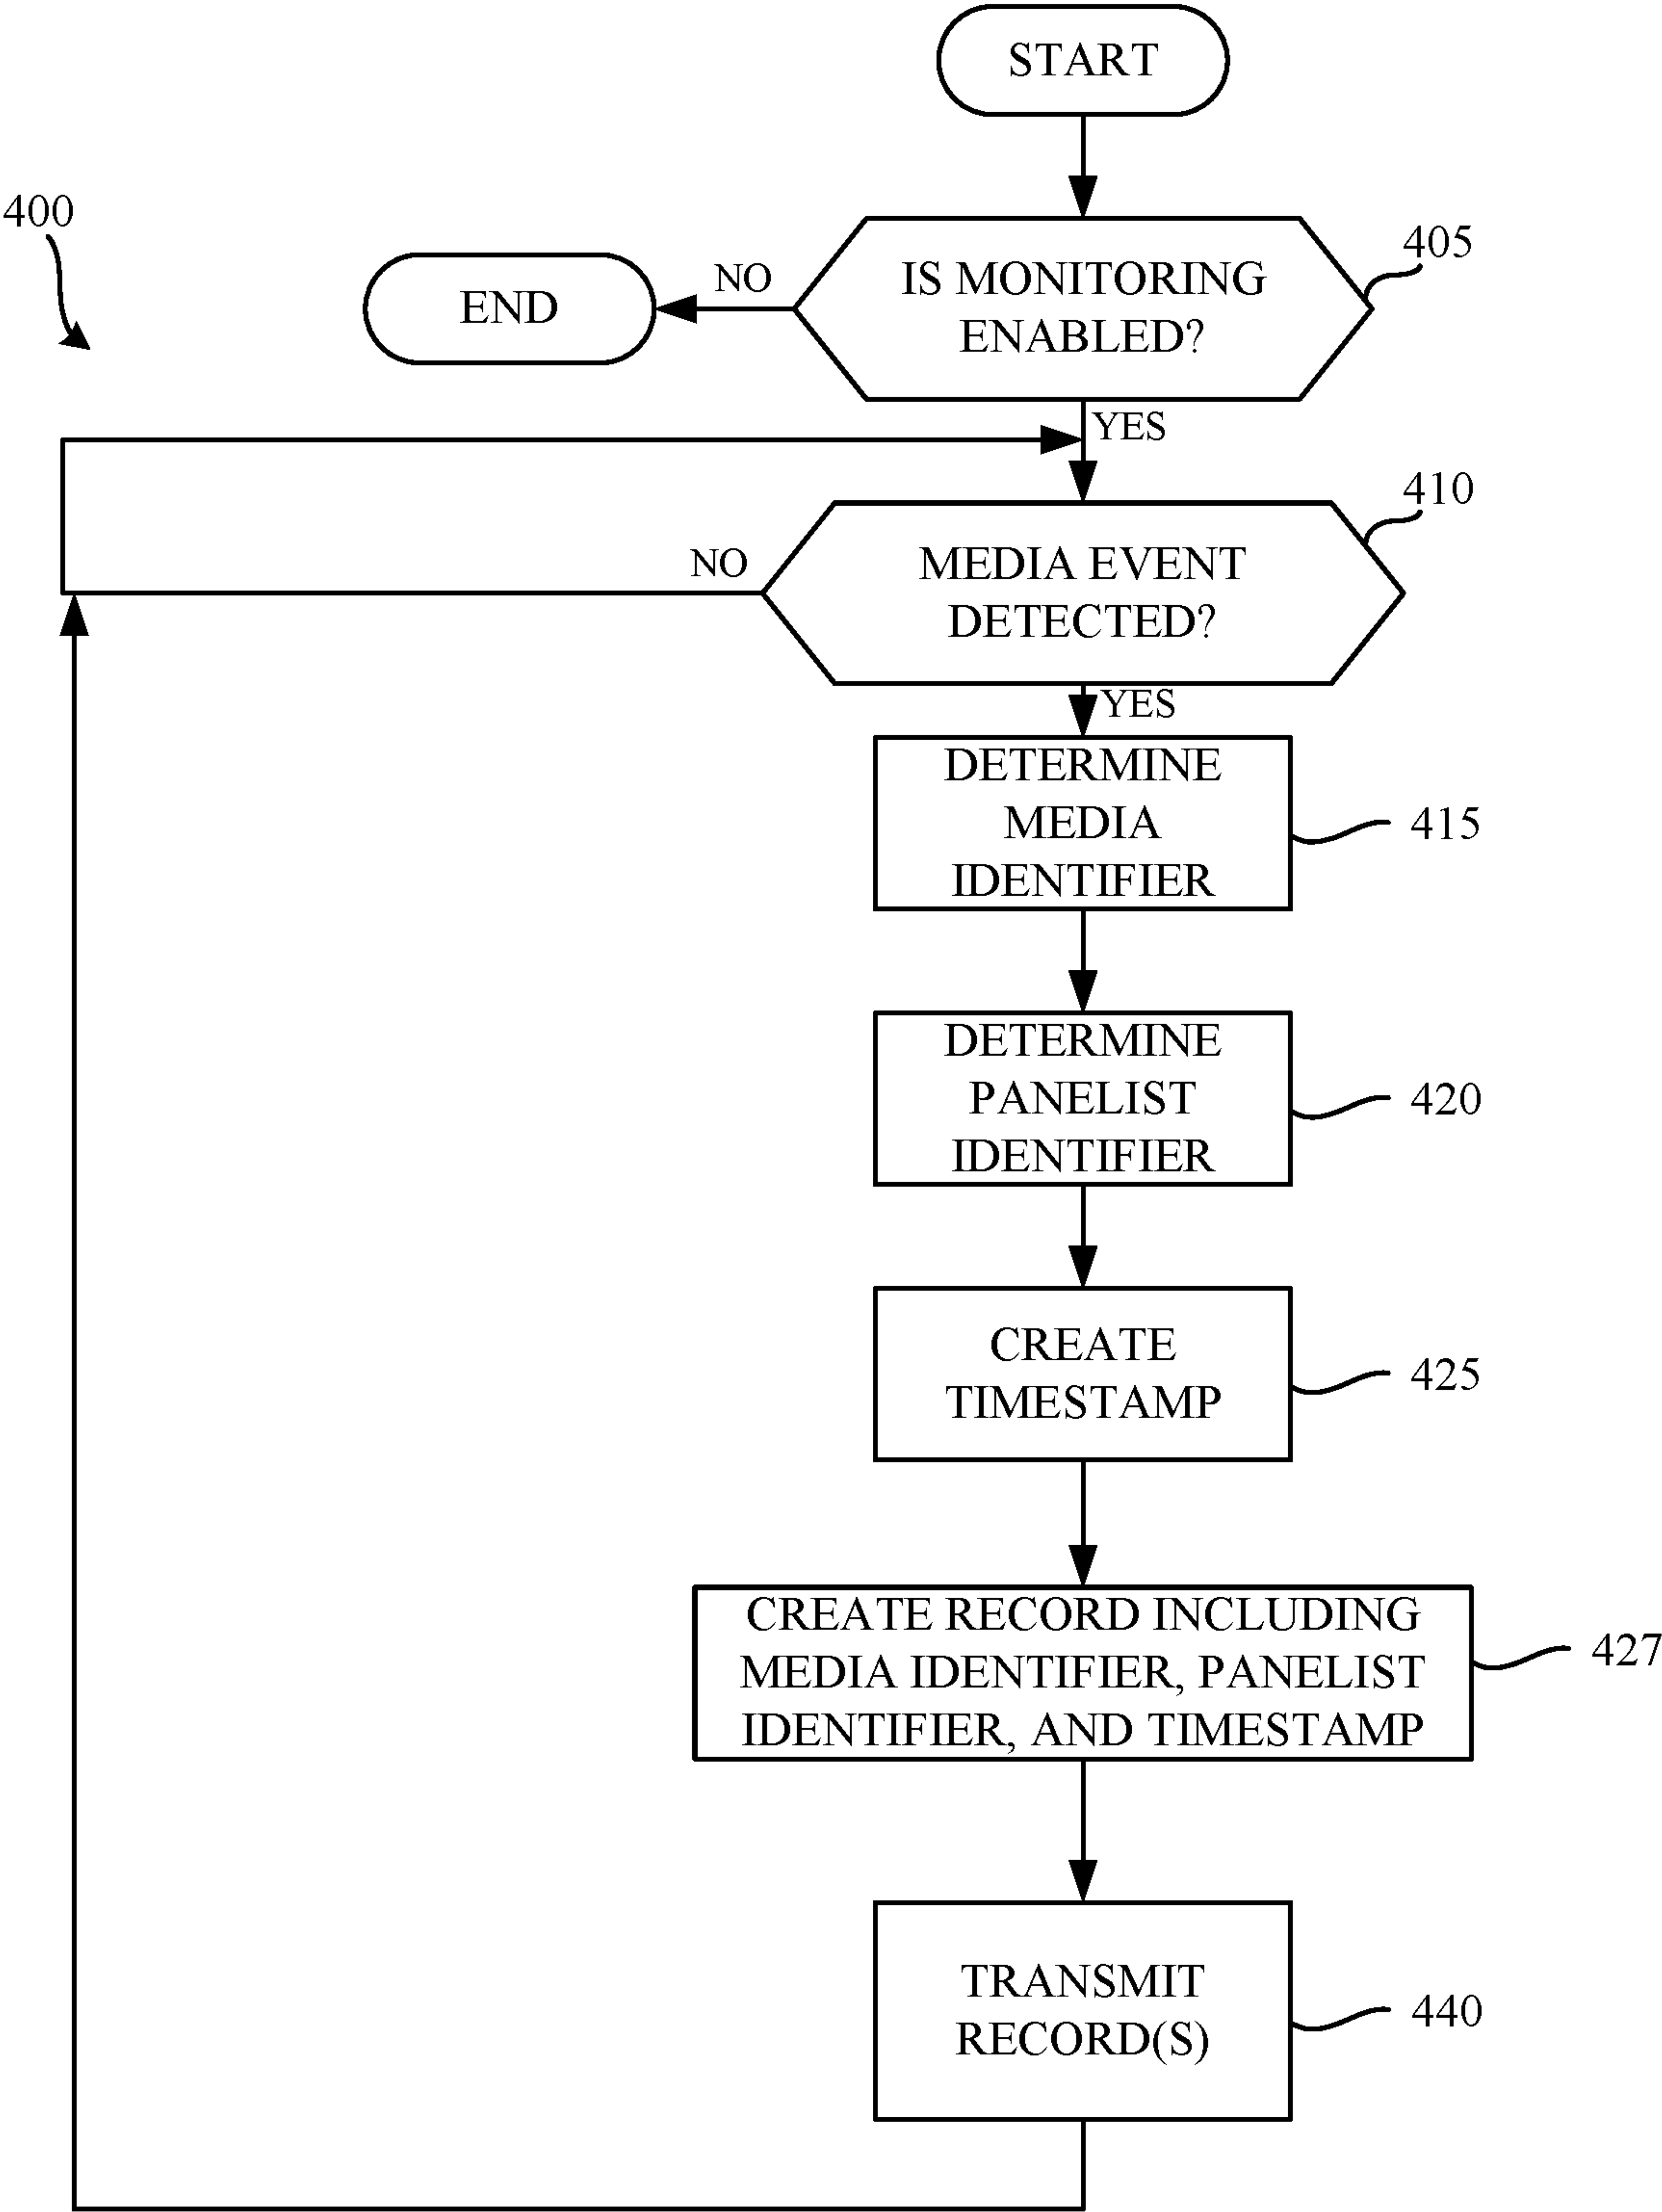 START
400
405
IS MONITORING
ENABLED?
NO
END
YES
410
MEDIA EVENT
DETECTED?
NO
YES
DETERMINE
MEDIA
IDENTIFIER
415
DETERMINE
PANELIST
IDENTIFIER
420
CREATE
TIMESTAMP
425
CREATE RECORD INCLUDING
MEDIA IDENTIFIER, PANELIST
IDENTIFIER, AND TIMESTAMP
427
TRANSMIT
RECORD(S)
440